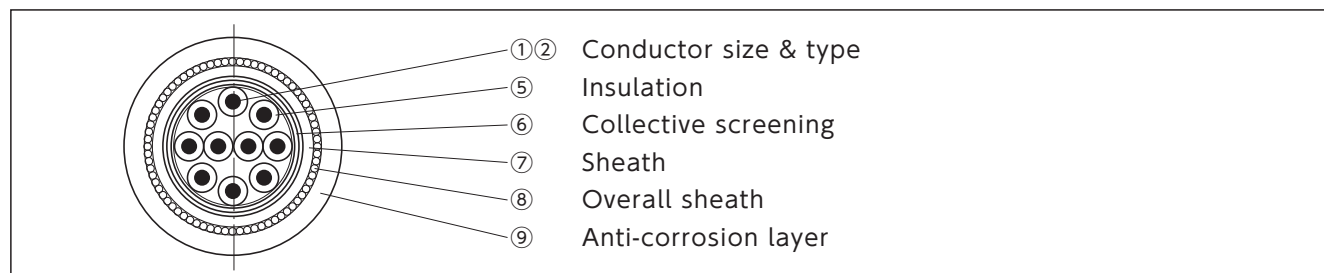 ①② Conductor size & type
⑤ Insulation
⑥ Collective screening
⑦ Sheath
⑧ Overall sheath
⑨ Anti-corrosion layer